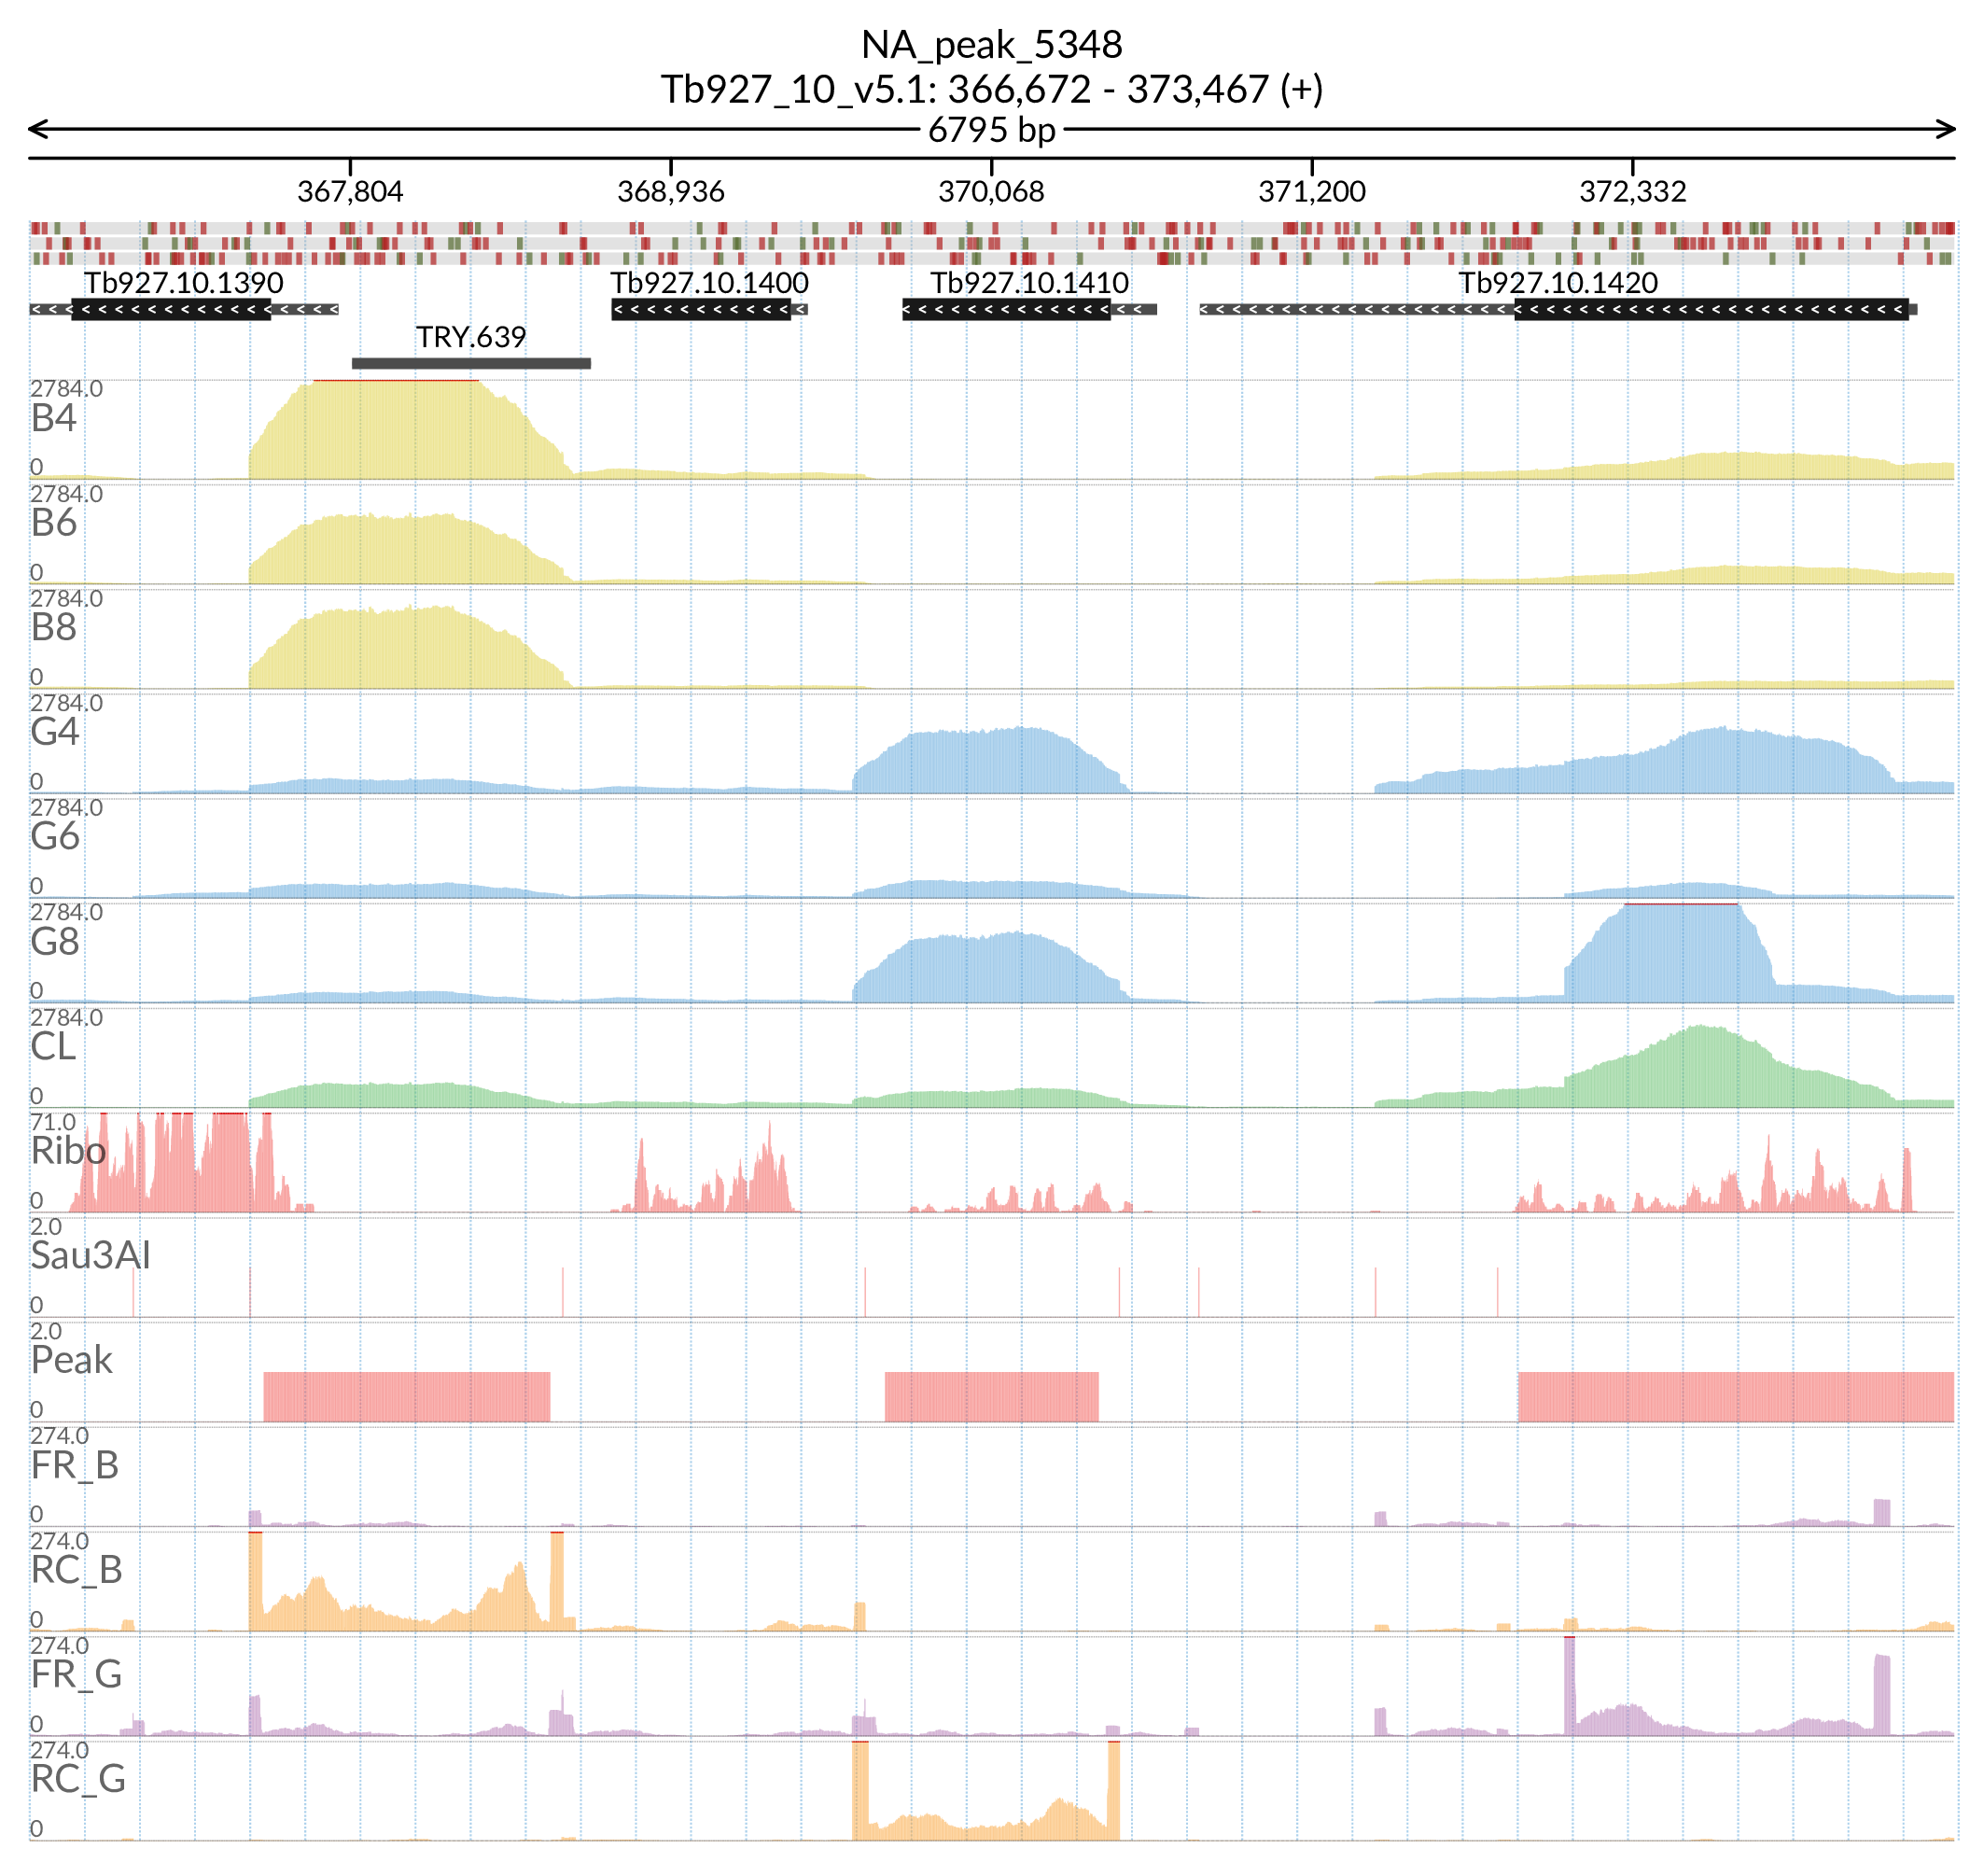 NA_peak_5348
Tb927_10_v5.1: 366,672 - 373,467 (+)
6795 bp
367,804 368,936 370,068 371,200 372,332
Tb927.10.1390 Tb927.10.1400 Tb927.10.1410 Tb927.10.1420
TRY.639
2784.0
B4
0
2784.0
B6
0
2784.0
B8
0
2784.0
G4
0
2784.0
G6
0
2784.0
G8
0
2784.0
CL
0
71.0
Ribo
0
2.0
Sau3AI
0
2.0
Peak
0
274.0
FR_B
0
274.0
RC_B
0
274.0
FR_G
0
274.0
RC_G
0